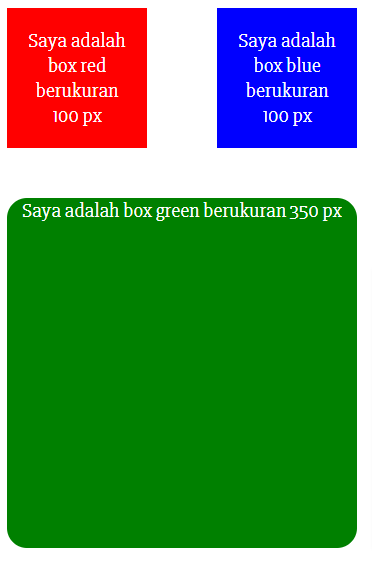 Saya adalah
box red
berukuran
100 px
Saya adalah
box blue
berukuran
100 px
Saya adalah box green berukuran 350 px